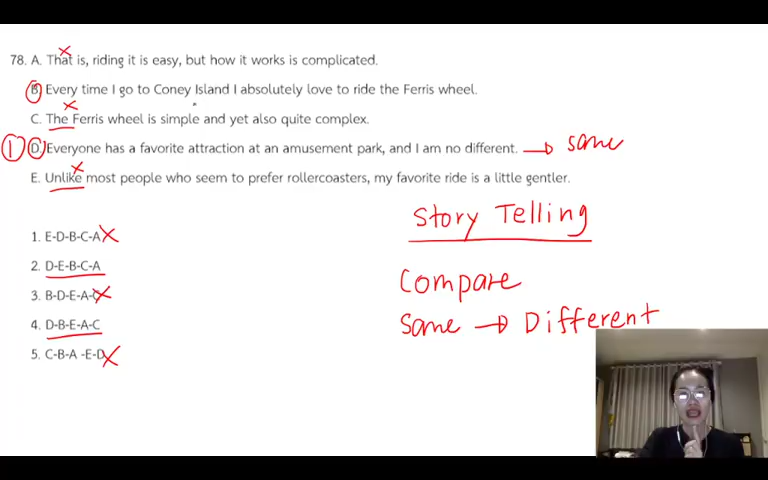 78. A. That is, riding it is easy, but how it works is complicated.
B. Every time I go to Coney Island I absolutely love to ride the Ferris wheel.
C. The Ferris wheel is simple and yet also quite complex.
1 D. Everyone has a favorite attraction at an amusement park, and I am no different. → same
E. Unlike most people who seem to prefer rollercoasters, my favorite ride is a little gentler.
Story Telling
1. E-D-B-C-A
2. D-E-B-C-A
Compare
3. B-D-E-A-C
4. D-B-E-A-C
Same → Different
5. C-B-A -E-D